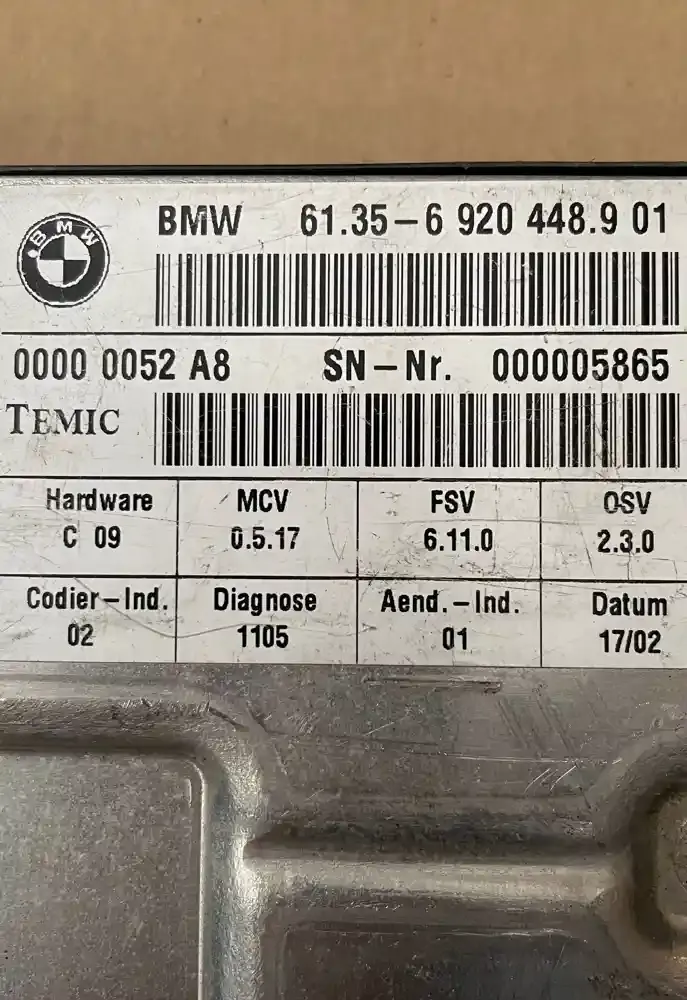 BMW
BMW 61.35-6 920 448.9 01
0000 0052 A8 SN-Nr. 000005865
TEMIC
Hardware MCV FSV OSV
C 09 0.5.17 6.11.0 2.3.0
Codier-Ind. Diagnose Aend.-Ind. Datum
02 1105 01 17/02